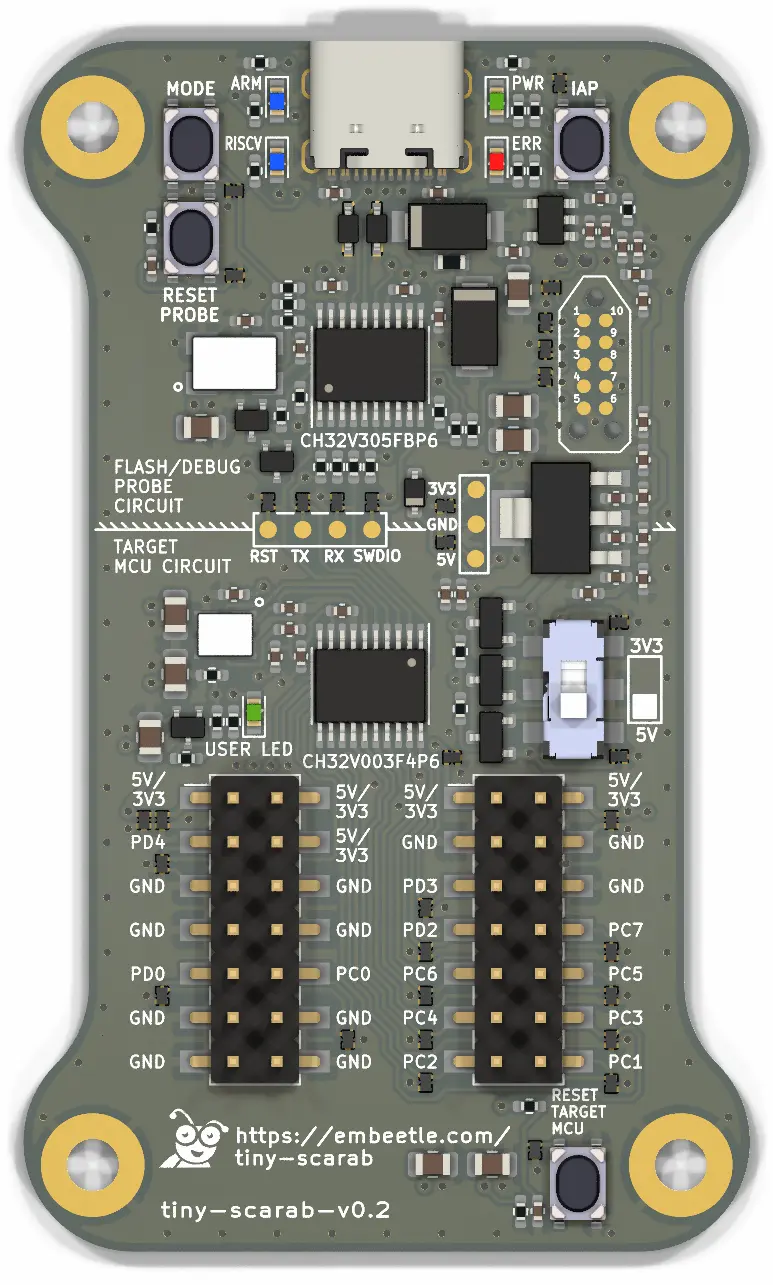 MODE
ARM
PWR
IAP
RISCV
ERR
RESET
PROBE
1 10
2 9
3 8
4 7
5 6
CH32V305FBP6
FLASH/DEBUG
PROBE
CIRCUIT
3V3
GND
5V
TARGET
MCU CIRCUIT
RST TX RX SWDIO
3V3
5V
USER LED
CH32V003F4P6
5V/
3V3
5V/
3V3
5V/
3V3
5V/
3V3
PD4
5V/
3V3
GND
GND
GND
GND
PD3
GND
GND
GND
PD2
PC7
PD0
PC0
PC6
PC5
GND
GND
PC4
PC3
GND
GND
PC2
PC1
RESET
TARGET
MCU
https://embeetle.com/
tiny-scarab
tiny-scarab-v0.2